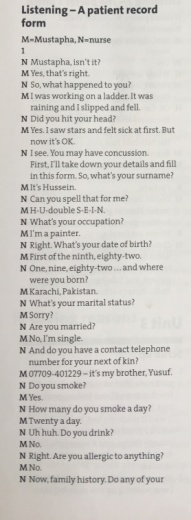 Listening – A patient record
form
M=Mustapha, N=nurse
1
N Mustapha, isn't it?
M Yes, that's right.
N So, what happened to you?
M I was working on a ladder. It was
raining and I slipped and fell.
N Did you hit your head?
M Yes. I saw stars and felt sick at first. But
now it's OK.
N I see. You may have concussion.
First, I'll take down your details and fill
in this form. So, what's your surname?
M It's Hussein.
N Can you spell that for me?
M H-U-double S-E-I-N.
N What's your occupation?
M I'm a painter.
N Right. What's your date of birth?
M First of the ninth, eighty-two.
N One, nine, eighty-two ... and where
were you born?
M Karachi, Pakistan.
N What's your marital status?
M Sorry?
N Are you married?
M No, I'm single.
N And do you have a contact telephone
number for your next of kin?
M 07709-401229 – it's my brother, Yusuf.
N Do you smoke?
M Yes.
N How many do you smoke a day?
M Twenty a day.
N Uh huh. Do you drink?
M No.
N Right. Are you allergic to anything?
M No.
N Now, family history. Do any of your